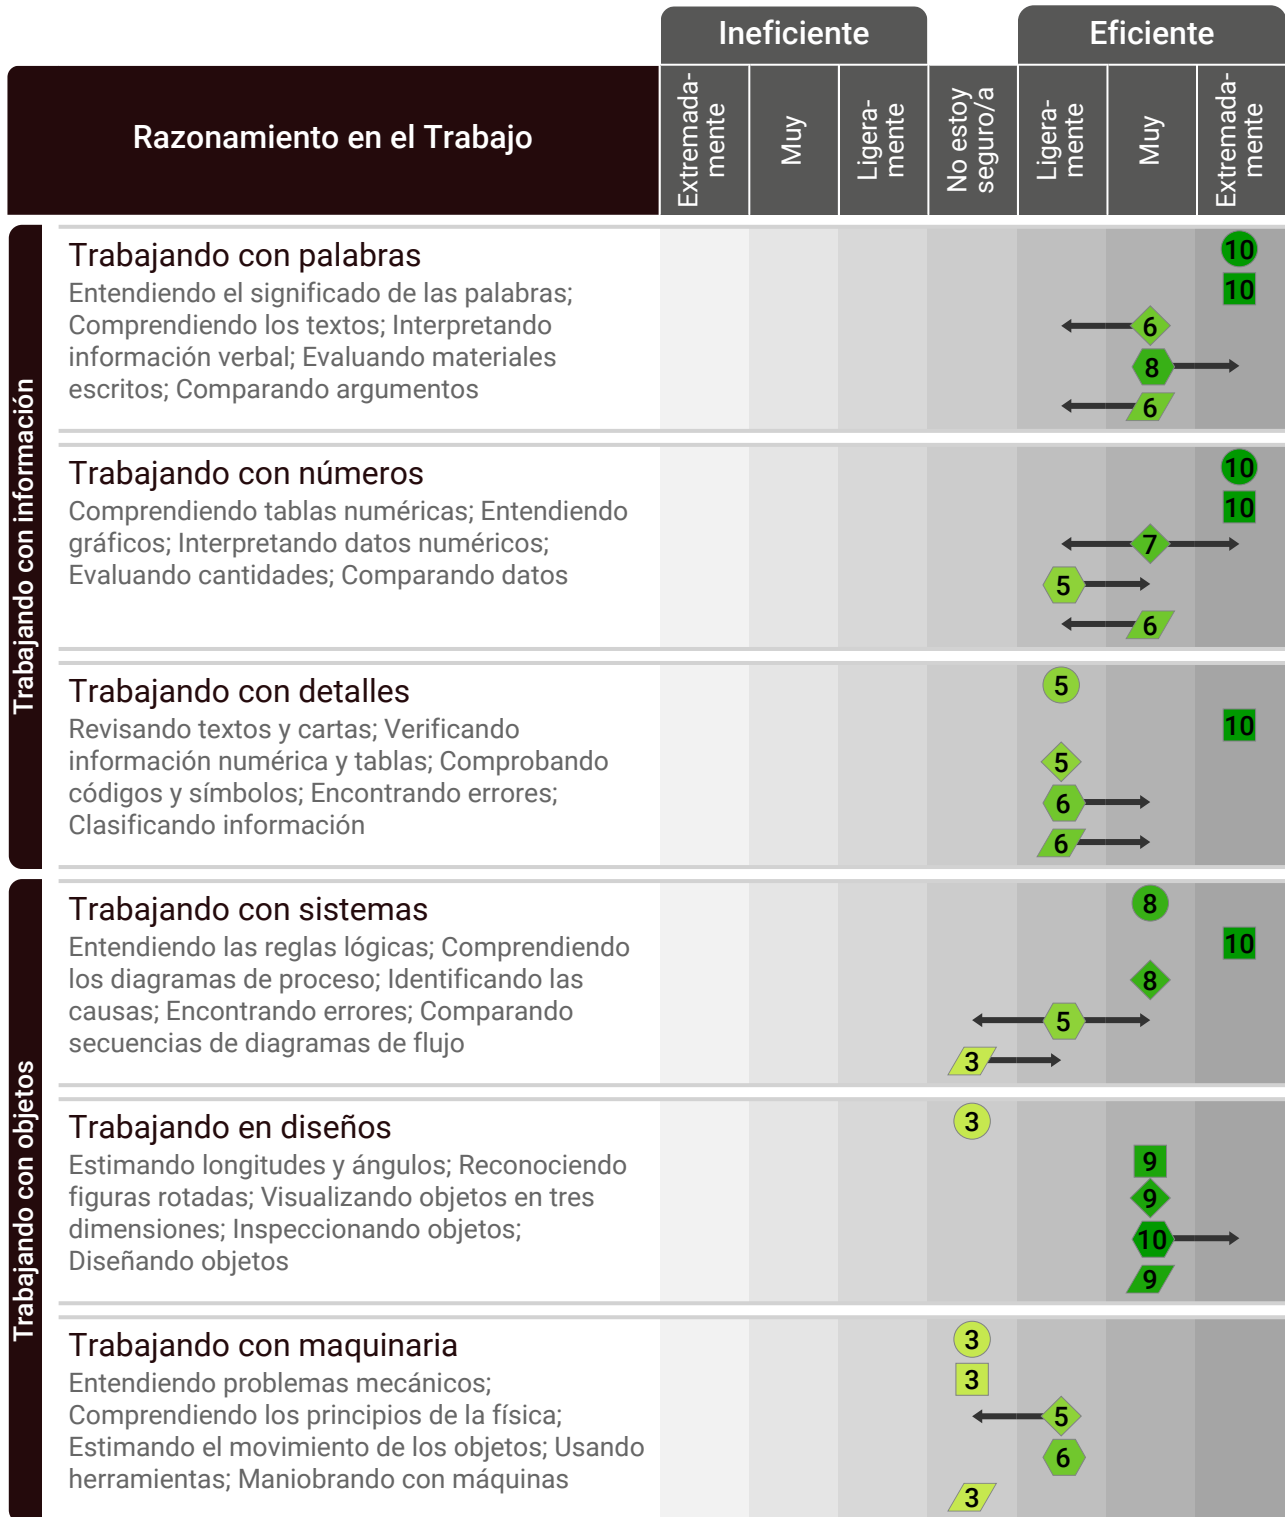 Ineficiente
Eficiente
Razonamiento en el Trabajo
Extremada-
mente
Muy
Ligera-
mente
No estoy
seguro/a
Ligera-
mente
Muy
Extremada-
mente
Trabajando con información
Trabajando con palabras
Entendiendo el significado de las palabras;
Comprendiendo los textos; Interpretando
información verbal; Evaluando materiales
escritos; Comparando argumentos
10
10
6
8
6
Trabajando con números
Comprendiendo tablas numéricas; Entendiendo
gráficos; Interpretando datos numéricos;
Evaluando cantidades; Comparando datos
10
10
7
5
6
Trabajando con detalles
Revisando textos y cartas; Verificando
información numérica y tablas; Comprobando
códigos y símbolos; Encontrando errores;
Clasificando información
5
10
5
6
6
Trabajando con objetos
Trabajando con sistemas
Entendiendo las reglas lógicas; Comprendiendo
los diagramas de proceso; Identificando las
causas; Encontrando errores; Comparando
secuencias de diagramas de flujo
8
10
8
5
3
Trabajando en diseños
Estimando longitudes y ángulos; Reconociendo
figuras rotadas; Visualizando objetos en tres
dimensiones; Inspeccionando objetos;
Diseñando objetos
3
9
9
10
9
Trabajando con maquinaria
Entendiendo problemas mecánicos;
Comprendiendo los principios de la física;
Estimando el movimiento de los objetos; Usando
herramientas; Maniobrando con máquinas
3
3
5
6
3